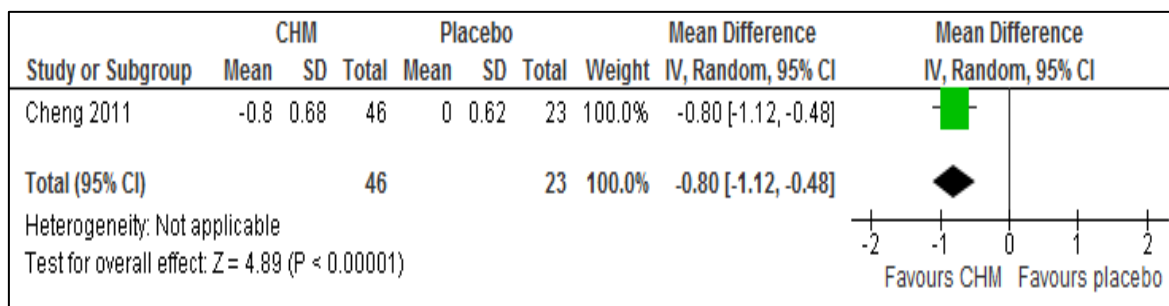 CHM Placebo Mean Difference Mean Difference
Study or Subgroup Mean SD Total Mean SD Total Weight IV, Random, 95% CI IV, Random, 95% CI
Cheng 2011 -0.8 0.68 46 0 0.62 23 100.0% -0.80 [-1.12, -0.48]
Total (95% CI) 46 23 100.0% -0.80 [-1.12, -0.48]
Heterogeneity: Not applicable
Test for overall effect: Z = 4.89 (P < 0.00001)
-2 -1 0 1 2
Favours CHM Favours placebo